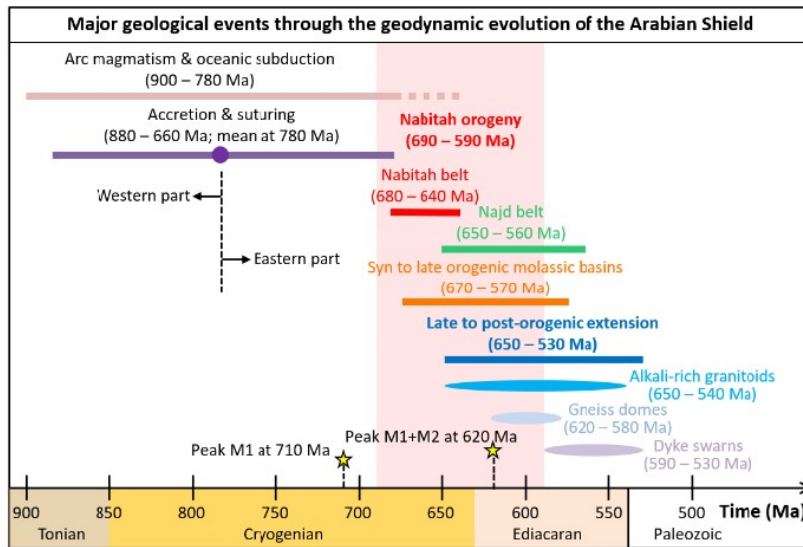 Major geological events through the geodynamic evolution of the Arabian Shield
Arc magmatism & oceanic subduction
(900 – 780 Ma)
Accretion & suturing
(880 – 660 Ma; mean at 780 Ma)
Nabitah orogeny
(690 – 590 Ma)
Western part
Eastern part
Nabitah belt
(680 – 640 Ma)
Najd belt
(650 – 560 Ma)
Syn to late orogenic molassic basins
(670 – 570 Ma)
Late to post-orogenic extension
(650 – 530 Ma)
Alkali-rich granitoids
(650 – 540 Ma)
Gneiss domes
(620 – 580 Ma)
Peak M1 at 710 Ma
Peak M1+M2 at 620 Ma
Dyke swarns
(590 – 530 Ma)
900 850 800 750 700 650 600 550 500 Time (Ma)
Tonian Cryogenian Ediacaran Paleozoic